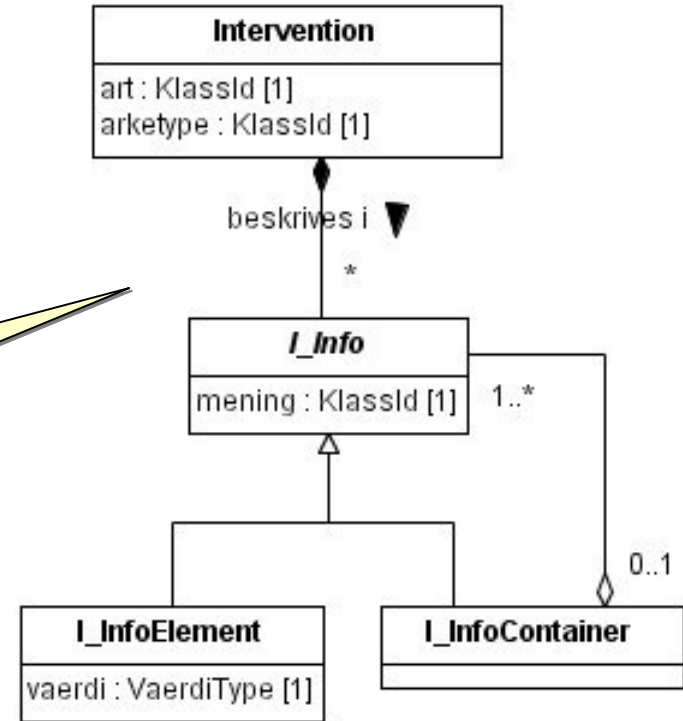 Intervention
art : KlassId [1]
arketype : KlassId [1]
beskrives i
*
I_Info
mening : KlassId [1]
1..*
0..1
I_InfoElement
I_InfoContainer
vaerdi : VaerdiType [1]